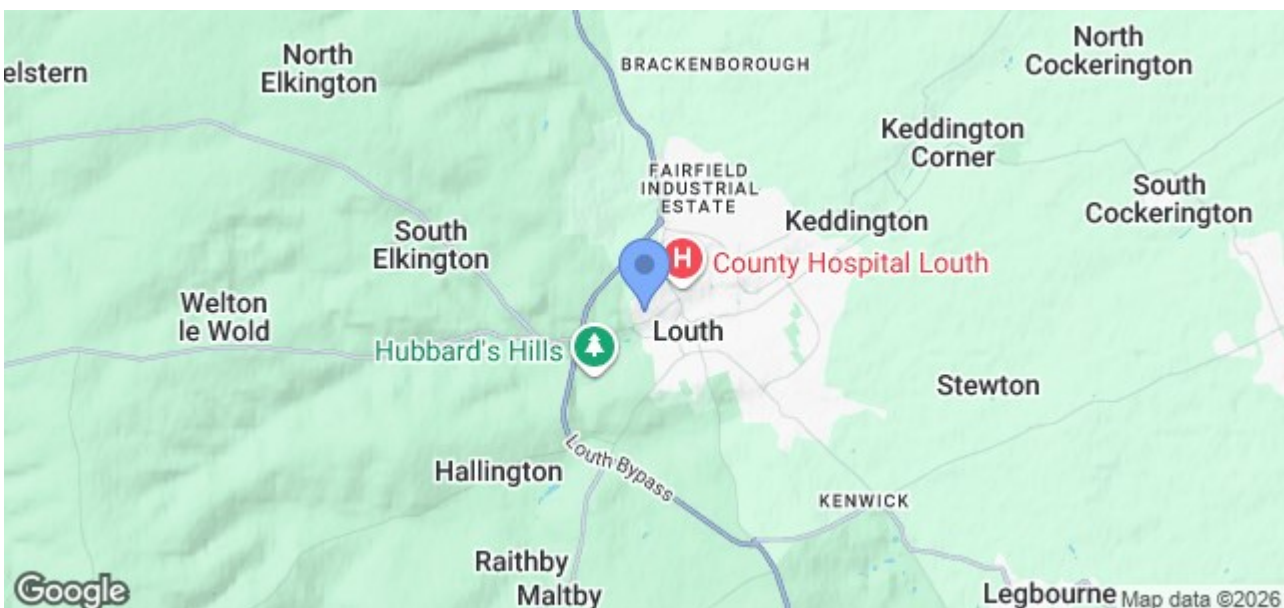 North
Elkington
elstern
BRACKENBOROUGH
North
Cockerington
Keddington
Corner
FAIRFIELD
INDUSTRIAL
ESTATE
South
Cockerington
Keddington
South
Elkington
H
County Hospital Louth
Welton
le Wold
Louth
Hubbard's Hills
Stewton
Louth Bypass
Hallington
KENWICK
Raithby
Maltby
Legbourne
Google
Map data ©2026